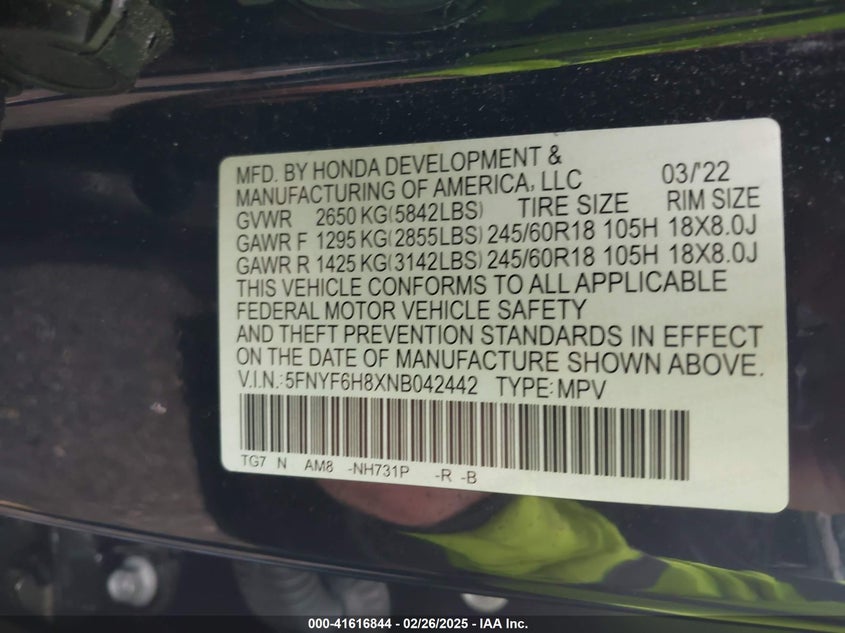 MFD. BY HONDA DEVELOPMENT &
MANUFACTURING OF AMERICA, LLC 03/'22
GVWR 2650 KG(5842LBS) TIRE SIZE RIM SIZE
GAWR F 1295 KG(2855LBS) 245/60R18 105H 18X8.0J
GAWR R 1425 KG(3142LBS) 245/60R18 105H 18X8.0J
THIS VEHICLE CONFORMS TO ALL APPLICABLE
FEDERAL MOTOR VEHICLE SAFETY
AND THEFT PREVENTION STANDARDS IN EFFECT
ON THE DATE OF MANUFACTURE SHOWN ABOVE.
V.I.N.:5FNYF6H8XNB042442 TYPE:MPV
TG7 N AM8 -NH731P -R -B
000-41616844 - 02/26/2025 - IAA Inc.